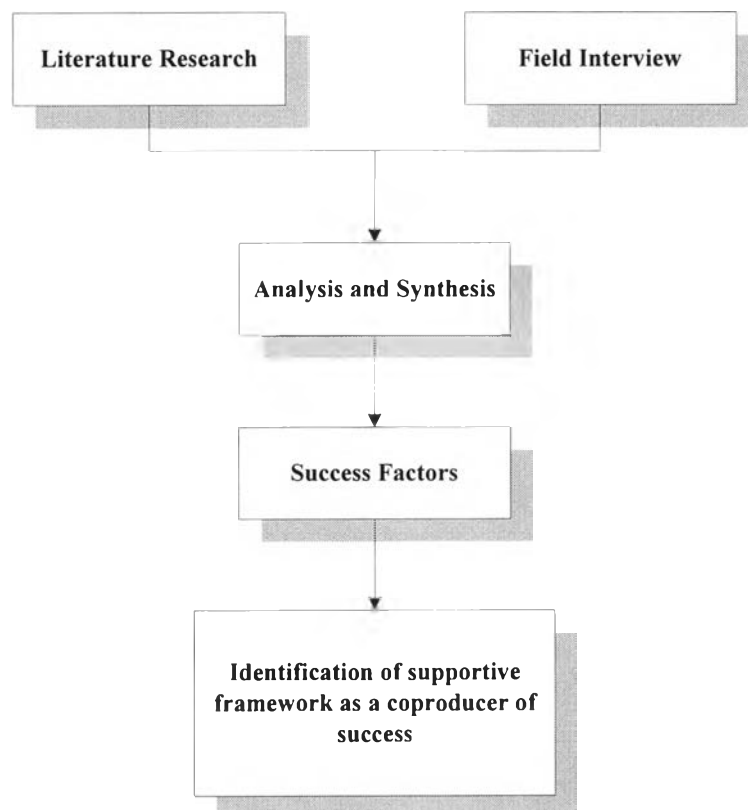 Literature Research
Field Interview
Analysis and Synthesis
Success Factors
Identification of supportive
framework as a coproducer of
success